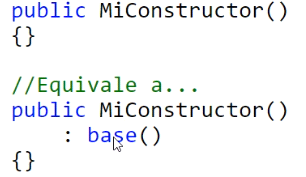 public MiConstructor()
{}
//Equivale a...
public MiConstructor()
: base()
{}